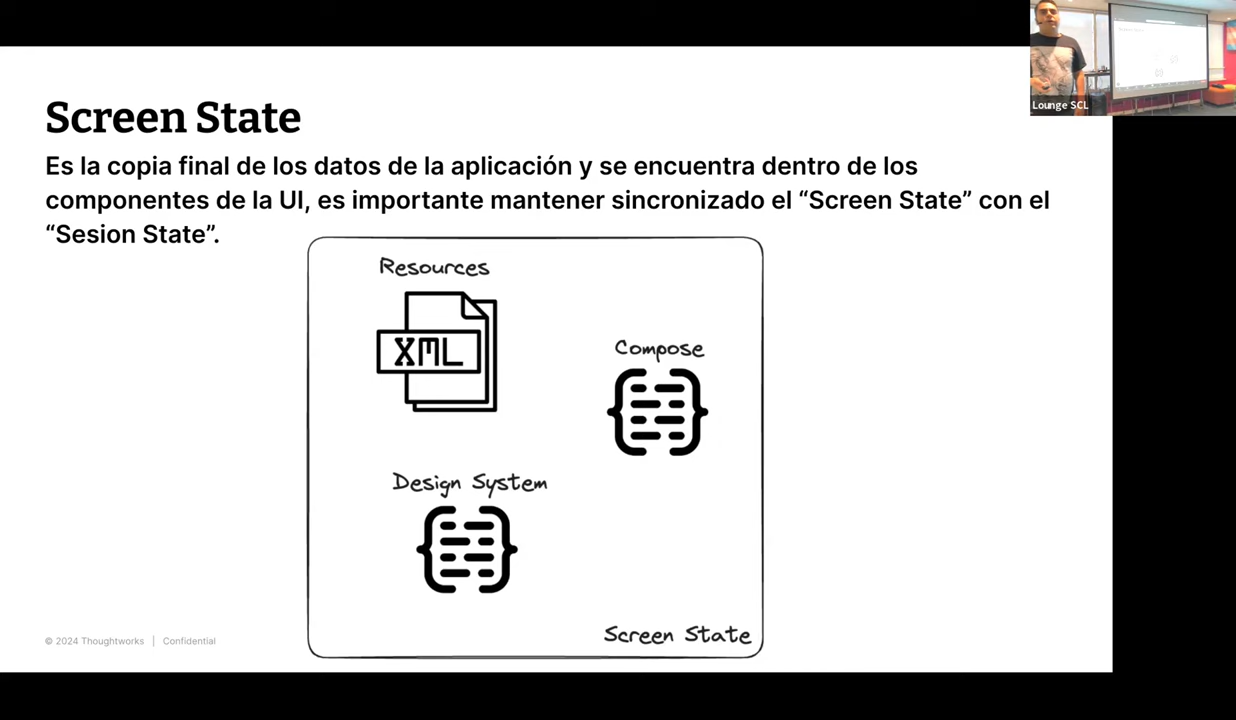 Lounge SCL
Screen State
Es la copia final de los datos de la aplicación y se encuentra dentro de los
componentes de la UI, es importante mantener sincronizado el “Screen State” con el
“Sesion State”.
Resources
XML
Compose
Design System
Screen State
© 2024 Thoughtworks | Confidential